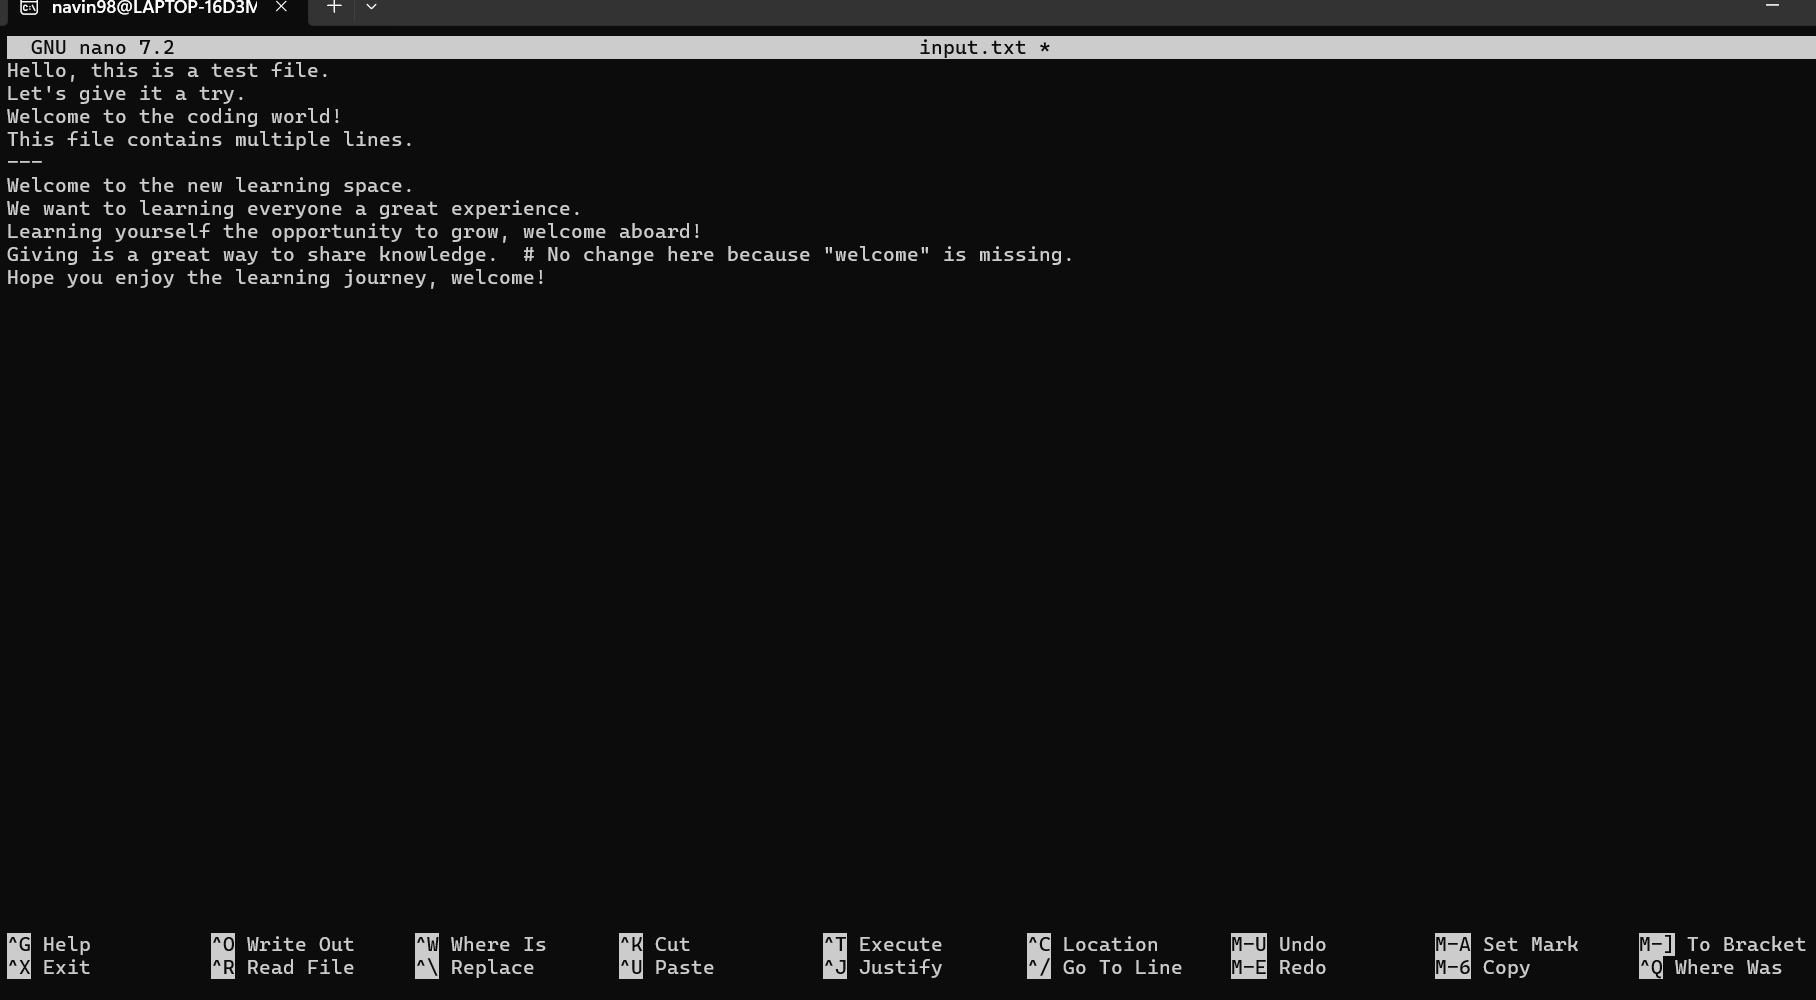 navin98@LAPTOP-16D3M
GNU nano 7.2 input.txt *
Hello, this is a test file.
Let's give it a try.
Welcome to the coding world!
This file contains multiple lines.
---
Welcome to the new learning space.
We want to learning everyone a great experience.
Learning yourself the opportunity to grow, welcome aboard!
Giving is a great way to share knowledge.  # No change here because "welcome" is missing.
Hope you enjoy the learning journey, welcome!
^G Help ^O Write Out ^W Where Is ^K Cut ^T Execute ^C Location M-U Undo M-A Set Mark M-] To Bracket
^X Exit ^R Read File ^\ Replace ^U Paste ^J Justify ^/ Go To Line M-E Redo M-6 Copy ^Q Where Was